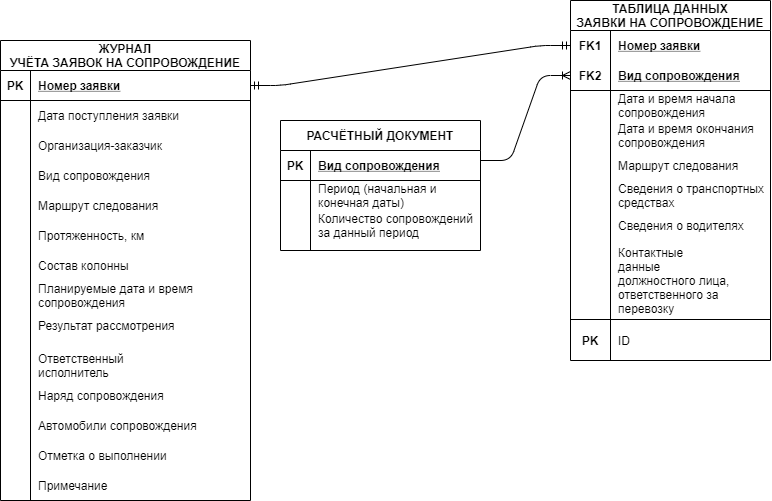 ЖУРНАЛ
УЧЁТА ЗАЯВОК НА СОПРОВОЖДЕНИЕ
PK Номер заявки
Дата поступления заявки
Организация-заказчик
Вид сопровождения
Маршрут следования
Протяженность, км
Состав колонны
Планируемые дата и время
сопровождения
Результат рассмотрения
Ответственный
исполнитель
Наряд сопровождения
Автомобили сопровождения
Отметка о выполнении
Примечание
РАСЧЁТНЫЙ ДОКУМЕНТ
PK Вид сопровождения
Период (начальная и
конечная даты)
Количество сопровождений
за данный период
ТАБЛИЦА ДАННЫХ
ЗАЯВКИ НА СОПРОВОЖДЕНИЕ
FK1 Номер заявки
FK2 Вид сопровождения
Дата и время начала
сопровождения
Дата и время окончания
сопровождения
Маршрут следования
Сведения о транспортных
средствах
Сведения о водителях
Контактные
данные
должностного лица,
ответственного за
перевозку
PK ID